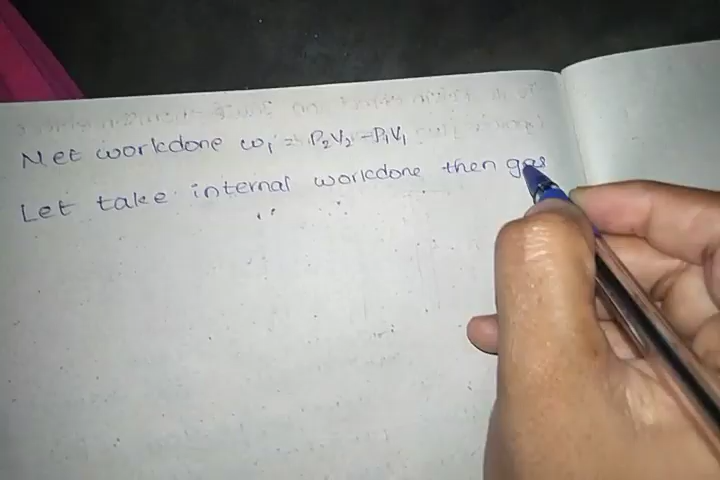 Net workdone w₁ = P₂V₂ - P₁V₁
Let take internal workdone then gas